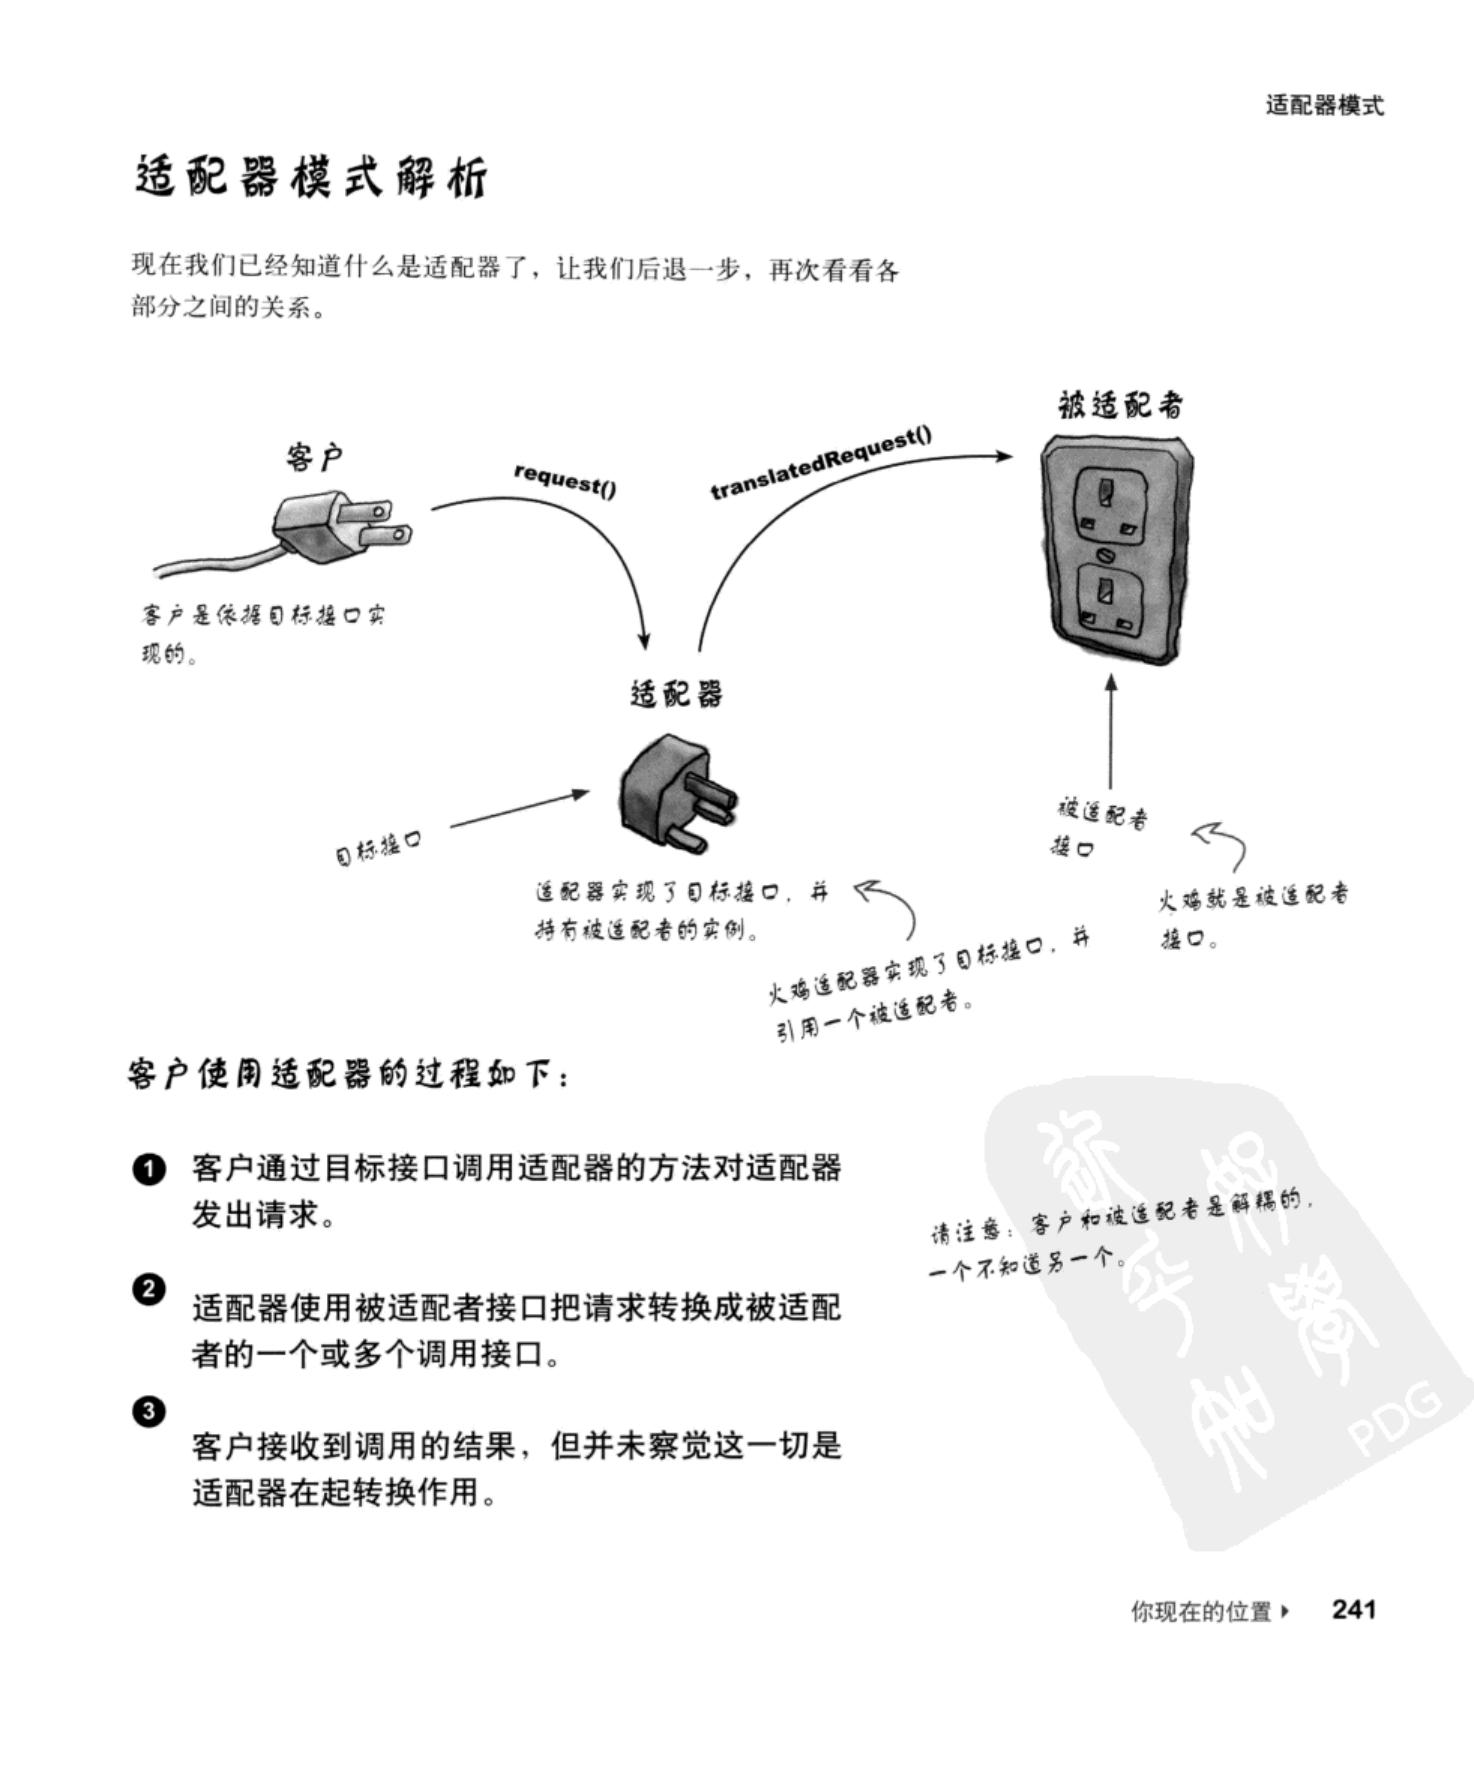 适配器模式
适配器模式解析
现在我们已经知道什么是适配器了，让我们后退一步，再次看看各
部分之间的关系。
被适配者
客户
request()
translatedRequest()
客户是依据目标接口实
现的。
适配器
目标接口
被适配者
接口
适配器实现了目标接口，并
持有被适配者的实例。
火鸡就是被适配者
接口。
火鸡适配器实现了目标接口，并
引用一个被适配者。
客户使用适配器的过程如下：
1 客户通过目标接口调用适配器的方法对适配器
发出请求。
请注意：客户和被适配者是解耦的，
一个不知道另一个。
2 适配器使用被适配者接口把请求转换成被适配
者的一个或多个调用接口。
3 客户接收到调用的结果，但并未察觉这一切是
适配器在起转换作用。
PDG
你现在的位置 241